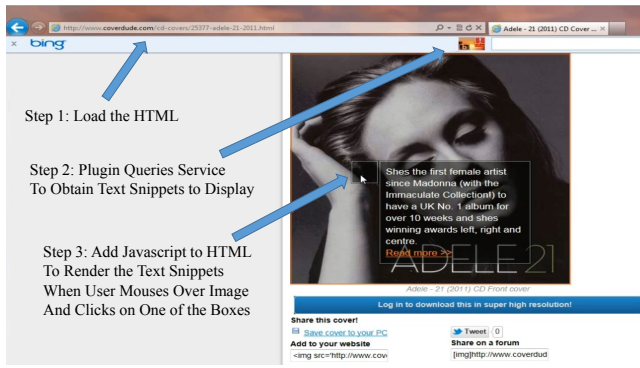 http://www.coverdude.com/cd-covers/25377-adele-21-2011.html
Adele - 21 (2011) CD Cover ...
bing
Step 1: Load the HTML
Step 2: Plugin Queries Service
To Obtain Text Snippets to Display
Step 3: Add Javascript to HTML
To Render the Text Snippets
When User Mouses Over Image
And Clicks on One of the Boxes
Shes the first female artist
since Madonna (with the
Immaculate Collection!) to
have a UK No. 1 album for
over 10 weeks and shes
winning awards left, right and
centre.
Read more >>
ADELE 21
Adele - 21 (2011) CD Front cover
Log in to download this in super high resolution!
Share this cover!
Save cover to your PC
Tweet 0
Add to your website
Share on a forum
<img src='http://www.cov
[img]http://www.coverdud